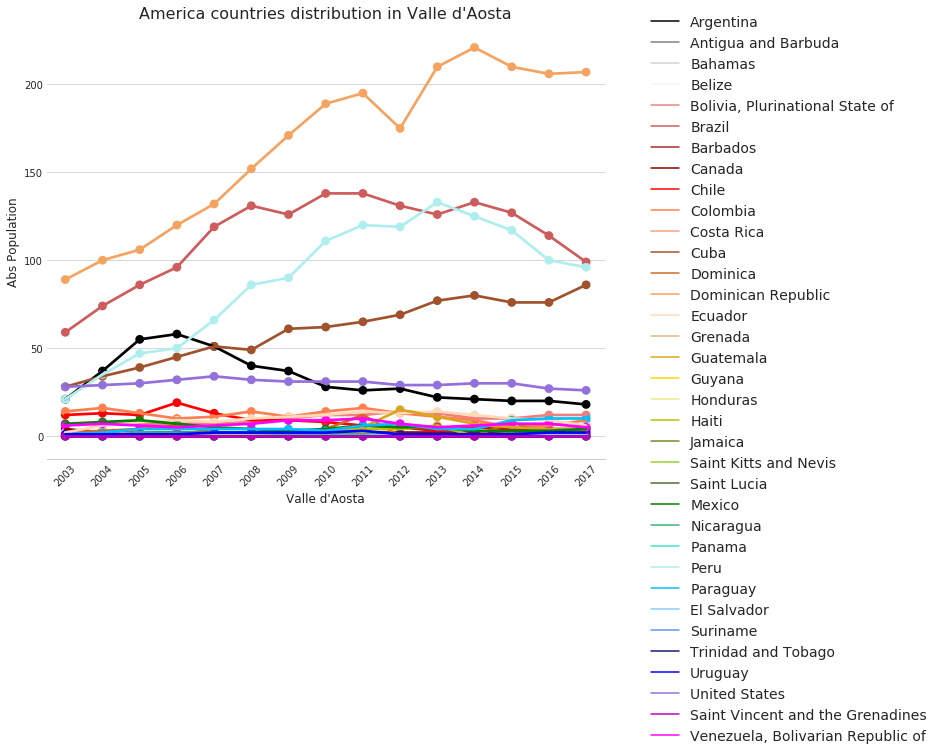 America countries distribution in Valle d'Aosta
Abs Population
200
150
100
50
0
2003 2004 2005 2006 2007 2008 2009 2010 2011 2012 2013 2014 2015 2016 2017
Valle d'Aosta
Argentina
Antigua and Barbuda
Bahamas
Belize
Bolivia, Plurinational State of
Brazil
Barbados
Canada
Chile
Colombia
Costa Rica
Cuba
Dominica
Dominican Republic
Ecuador
Grenada
Guatemala
Guyana
Honduras
Haiti
Jamaica
Saint Kitts and Nevis
Saint Lucia
Mexico
Nicaragua
Panama
Peru
Paraguay
El Salvador
Suriname
Trinidad and Tobago
Uruguay
United States
Saint Vincent and the Grenadines
Venezuela, Bolivarian Republic of